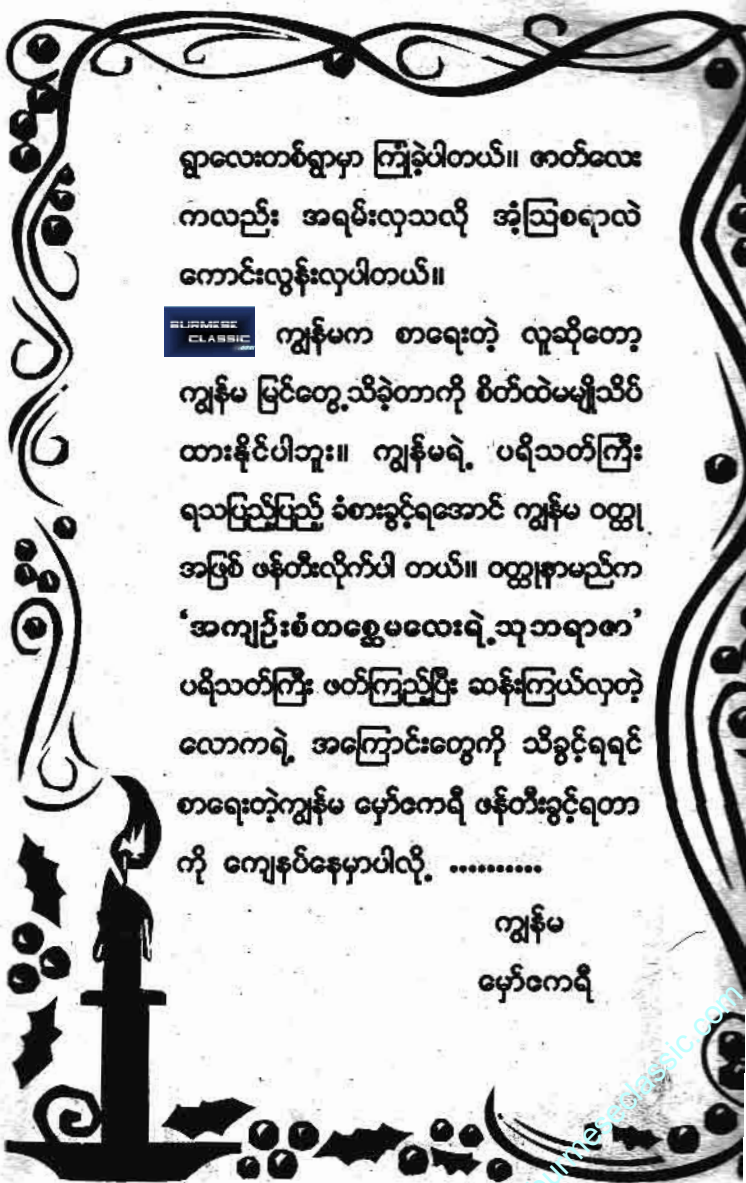 ရွာလေးတစ်ရွာမှာ ကြုံခဲ့ပါတယ်။ ဇာတ်လေး
ကလည်း အရမ်းလှသလို အံ့ဩစရာလဲ
ကောင်းလွန်းလှပါတယ်။
BURMESE CLASSIC .com ကျွန်မက စာရေးတဲ့ လူဆိုတော့
ကျွန်မ မြင်တွေ့သိခဲ့တာကို စိတ်ထဲမမျိုသိပ်
ထားနိုင်ပါဘူး။ ကျွန်မရဲ့ ပရိသတ်ကြီး
ရသပြည့်ပြည့် ခံစားခွင့်ရအောင် ကျွန်မ ဝတ္ထု
အဖြစ် ဖန်တီးလိုက်ပါ တယ်။ ဝတ္ထုနာမည်က
‘အကျဉ်းစံတစ္ဆေမလေးရဲ့သုဘရာဇာ’
ပရိသတ်ကြီး ဖတ်ကြည့်ပြီး ဆန်းကြယ်လှတဲ့
လောကရဲ့ အကြောင်းတွေကို သိခွင့်ရရင်
စာရေးတဲ့ကျွန်မ မှော်ဧကရီ ဖန်တီးခွင့်ရတာ
ကို ကျေနပ်နေမှာပါလို့ ..........
ကျွန်မ
မှော်ဧကရီ
burmeseclassic.com